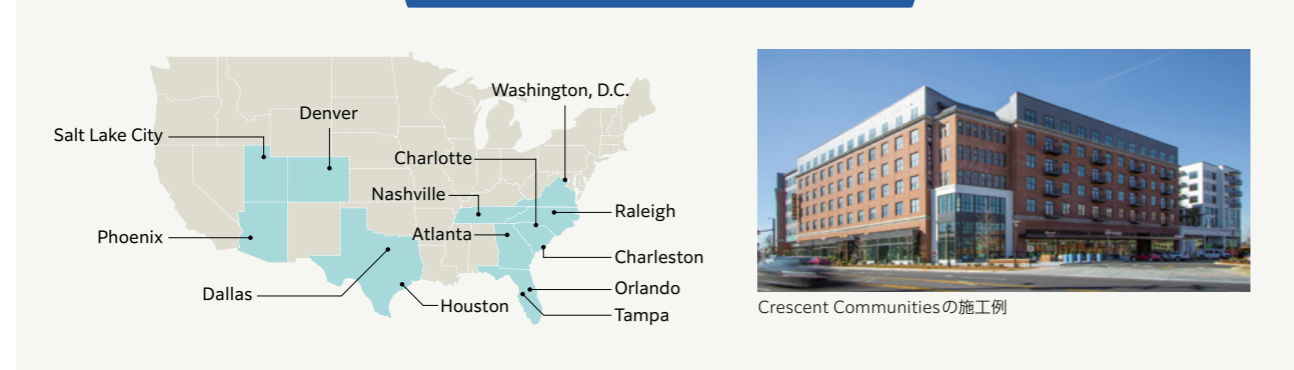 Washington, D.C.
Denver
Salt Lake City
Charlotte
Nashville
Raleigh
Phoenix
Atlanta
Charleston
Dallas
Houston
Orlando
Tampa
Crescent Communitiesの施工例